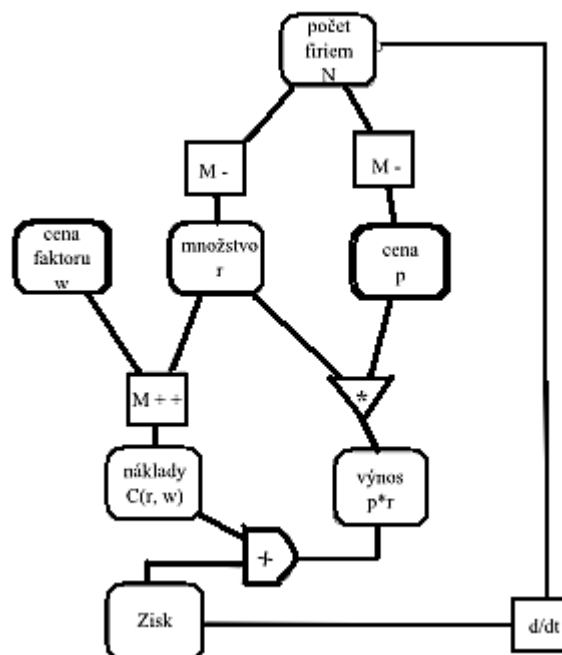 počet
firiem
N
M -
M -
cena
faktoru
w
množstvo
r
cena
p
M + +
*
náklady
C(r, w)
výnos
p*r
+
Zisk
d/dt